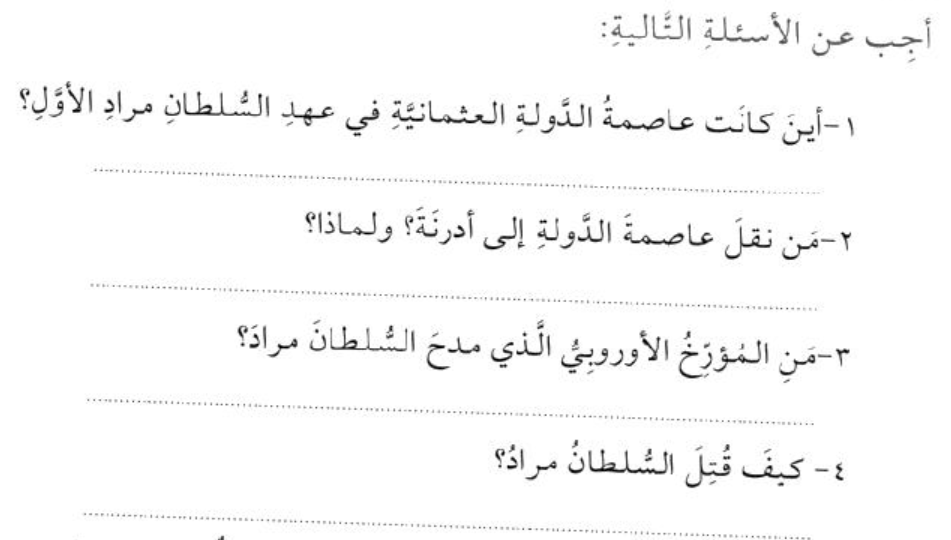 أجِب عن الأسئلةِ التَّاليةِ:
١-أينَ كانَت عاصمةُ الدَّولةِ العثمانيَّةِ في عهدِ السُّلطانِ مرادِ الأوَّلِ؟
٢-مَن نقلَ عاصمةَ الدَّولةِ إلى أدرنَةَ؟ ولماذا؟
٣-مَنِ المُؤرِّخُ الأوروبِيُّ الَّذي مدحَ السُّلطانَ مرادَ؟
٤- كيفَ قُتِلَ السُّلطانُ مرادُ؟